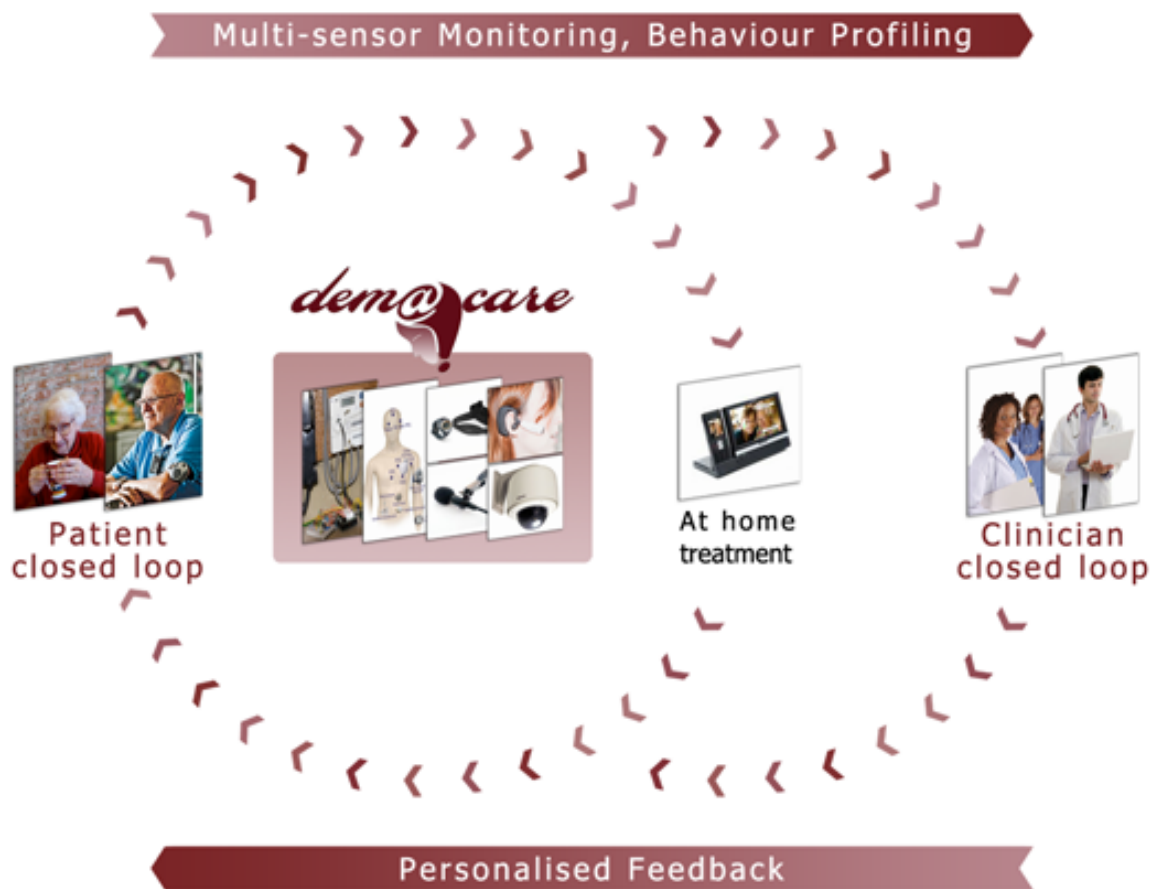 Multi-sensor Monitoring, Behaviour Profiling
dem@care
Patient
closed loop
At home
treatment
Clinician
closed loop
Personalised Feedback